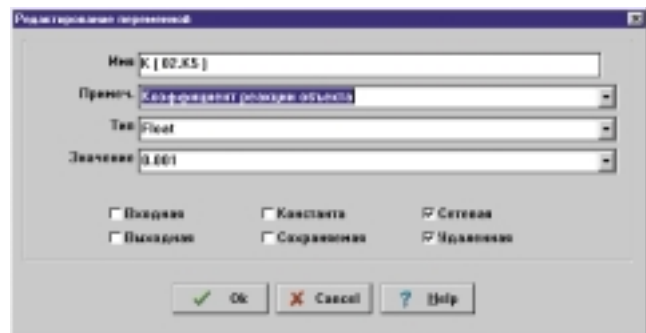 Редактирование переменной
Имя K ( 02.K5 )
Примеч. Коэффициент реакции объекта
Тип Float
Значение 0.001
Входная Константа Сетевая
Выходная Сохраняемая Удаленная
Ok Cancel ? Help